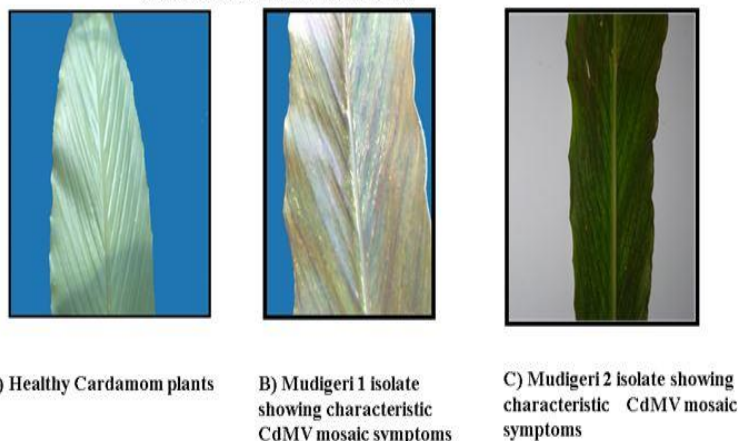 ) Healthy Cardamom plants
B) Mudigeri 1 isolate
showing characteristic
CdMV mosaic symptoms
C) Mudigeri 2 isolate showing
characteristic CdMV mosaic
symptoms